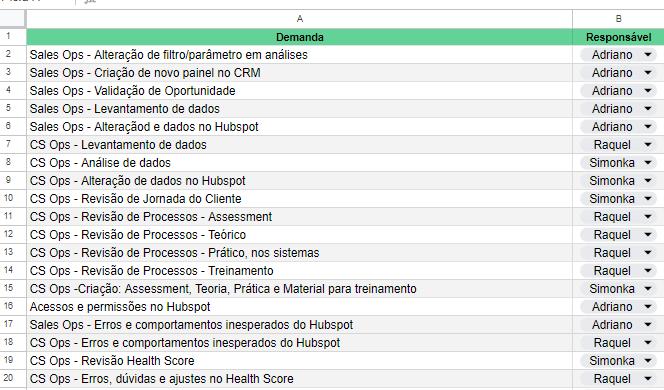 A B
1 Demanda Responsável
2 Sales Ops - Alteração de filtro/parâmetro em análises Adriano
3 Sales Ops - Criação de novo painel no CRM Adriano
4 Sales Ops - Validação de Oportunidade Adriano
5 Sales Ops - Levantamento de dados Adriano
6 Sales Ops - Alteraçãod e dados no Hubspot Adriano
7 CS Ops - Levantamento de dados Raquel
8 CS Ops - Análise de dados Simonka
9 CS Ops - Alteração de dados no Hubspot Simonka
10 CS Ops - Revisão de Jornada do Cliente Simonka
11 CS Ops - Revisão de Processos - Assessment Raquel
12 CS Ops - Revisão de Processos - Teórico Raquel
13 CS Ops - Revisão de Processos - Prático, nos sistemas Raquel
14 CS Ops - Revisão de Processos - Treinamento Raquel
15 CS Ops -Criação: Assessment, Teoria, Prática e Material para treinamento Simonka
16 Acessos e permissões no Hubspot Adriano
17 Sales Ops - Erros e comportamentos inesperados do Hubspot Adriano
18 CS Ops - Erros e comportamentos inesperados do Hubspot Raquel
19 CS Ops - Revisão Health Score Simonka
20 CS Ops - Erros, dúvidas e ajustes no Health Score Raquel